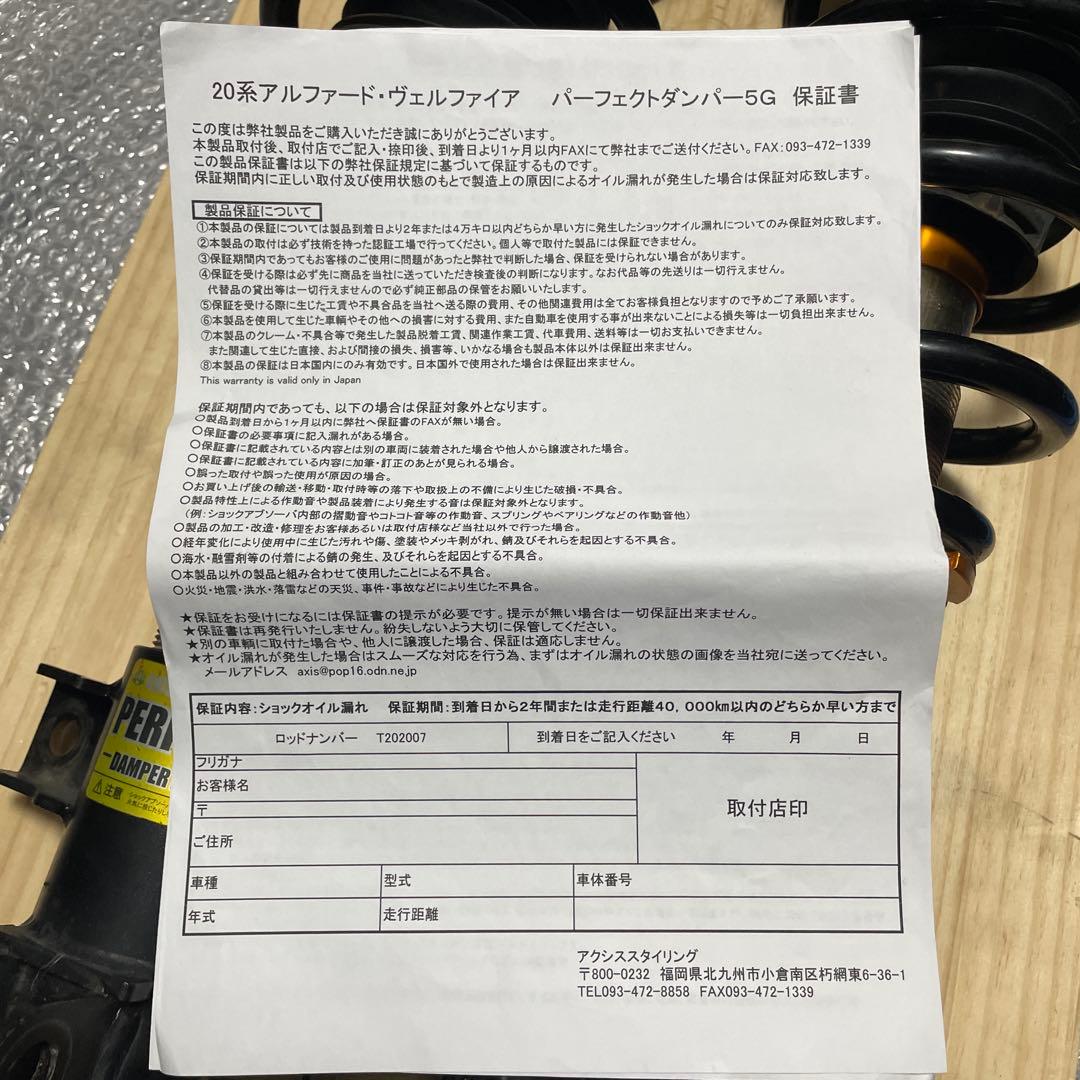 20系アルファード・ヴェルファイア　パーフェクトダンパー5G　保証書
この度は弊社製品をご購入いただき誠にありがとうございます。
本製品取付後、取付店でご記入・捺印後、到着日より1ヶ月以内FAXにて弊社までご送付ください。FAX:093-472-1339
この製品保証書は以下の弊社保証規定に基づいて保証するものです。
保証期間内に正しい取付及び使用状態のもとで製造上の原因によるオイル漏れが発生した場合は保証対応致します。
製品保証について
①本製品の保証については製品到着日より2年または4万キロ以内どちらか早い方に発生したショックオイル漏れについてのみ保証対応致します。
②本製品の取付は必ず技術を持った認証工場で行ってください。個人等で取付た製品には保証できません。
③保証期間内であってもお客様のご使用に問題があったと弊社で判断した場合、保証を受けられない場合があります。
④保証を受ける際は必ず先に商品を当社に送っていただき検査後の判断になります。なお代品等の先送りは一切行えません。
代替品の貸出等は一切行えませんので必ず純正部品の保管をお願いいたします。
⑤保証を受ける際に生じた工賃や不具合品を当社へ送る際の費用、その他関連費用は全てお客様負担となりますので予めご了承願います。
⑥本製品を使用して生じた車輌やその他への損害に対する費用、また自動車を使用する事が出来ないことによる損失等は一切負担出来ません。
⑦本製品のクレーム・不具合等で発生した製品脱着工賃、関連作業工賃、代車費用、送料等は一切お支払いできません。
また関連して生じた直接、および間接の損失、損害等、いかなる場合も製品本体以外は保証出来ません。
⑧本製品の保証は日本国内にのみ有効です。日本国外で使用された場合は保証出来ません。
This warranty is valid only in Japan
保証期間内であっても、以下の場合は保証対象外となります。
○製品到着日から1ヶ月以内に弊社へ保証書のFAXが無い場合。
○保証書の必要事項に記入漏れがある場合。
○保証書に記載されている内容とは別の車両に装着された場合や他人から譲渡された場合。
○保証書に記載されている内容に加筆・訂正のあとが見られる場合。
○誤った取付や誤った使用が原因の場合。
○お買い上げ後の輸送・移動・取付時等の落下や取扱上の不備により生じた破損・不具合。
○製品特性上による作動音や製品装着により発生する音は保証対象外となります。
（例：ショックアブソーバ内部の摺動音やコトコト音等の作動音、スプリングやベアリングなどの作動音他）
○製品の加工・改造・修理をお客様あるいは取付店様など当社以外で行った場合。
○経年変化により使用中に生じた汚れや傷、塗装やメッキ剥がれ、錆及びそれらを起因とする不具合。
○海水・融雪剤等の付着による錆の発生、及びそれらを起因とする不具合。
○本製品以外の製品と組み合わせて使用したことによる不具合。
○火災・地震・洪水・落雷などの天災、事件・事故などにより生じた不具合。
★保証をお受けになるには保証書の提示が必要です。提示が無い場合は一切保証出来ません。
★保証書は再発行いたしません。紛失しないよう大切に保管してください。
★別の車輌に取付た場合や、他人に譲渡した場合、保証は適応しません。
★オイル漏れが発生した場合はスムーズな対応を行う為、まずはオイル漏れの状態の画像を当社宛に送ってください。
メールアドレス　axis@pop16.odn.ne.jp
保証内容：ショックオイル漏れ　保証期間：到着日から2年間または走行距離40，000km以内のどちらか早い方まで
ロッドナンバー　T202007　到着日をご記入ください　年　月　日
フリガナ
お客様名
〒
ご住所
取付店印
車種　型式　車体番号
年式　走行距離
アクシススタイリング
〒800-0232　福岡県北九州市小倉南区朽網東6-36-1
TEL093-472-8858　FAX093-472-1339
PERF
-DAMPER
⚠注意